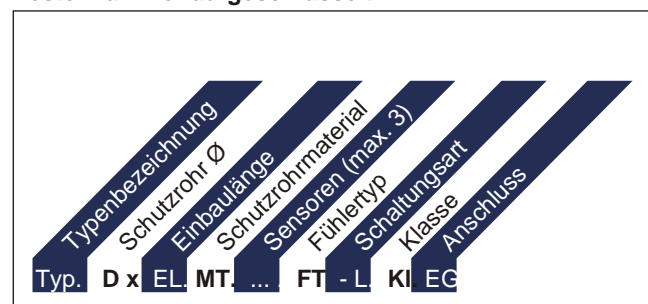 Typenbezeichnung
Schutzrohr Ø
Einbaulänge
Schutzrohrmaterial
Sensoren (max. 3)
Fühlertyp
Schaltungsart
Klasse
Anschluss
Typ. D x EL. MT. ... . FT - L. Kl. EG